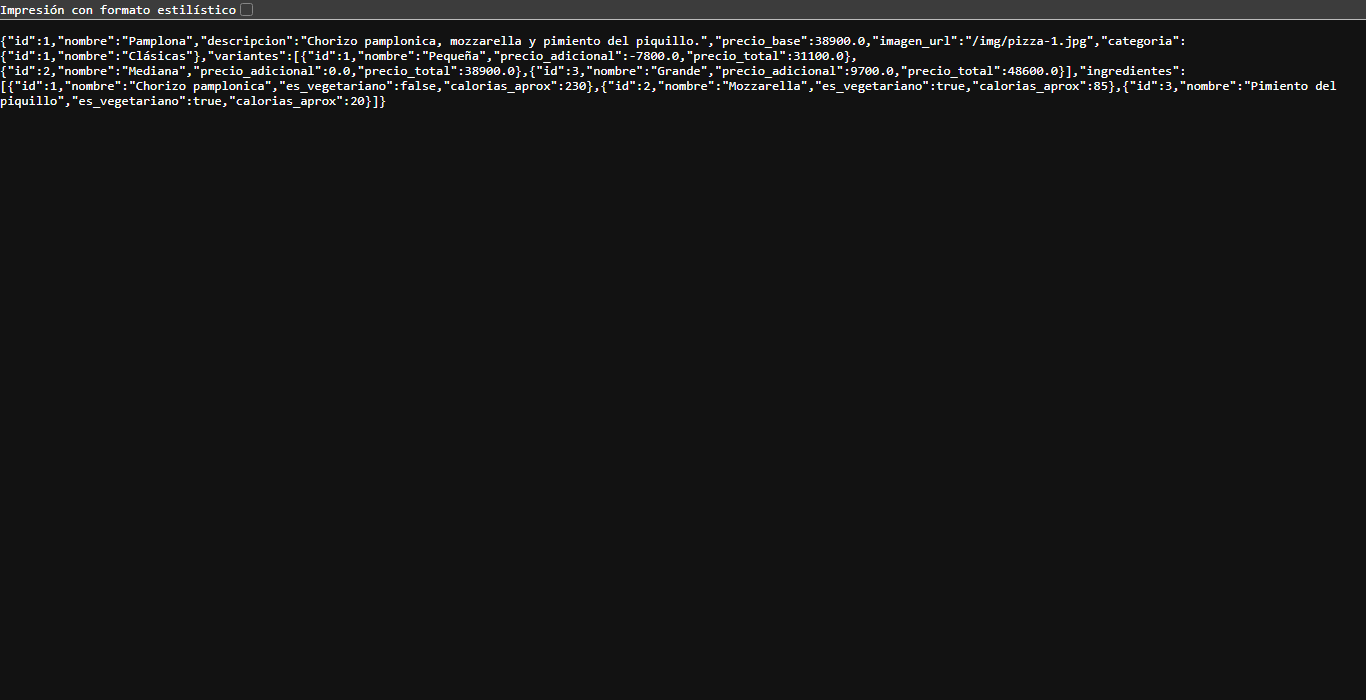 Impresión con formato estilístico
{"id":1,"nombre":"Pamplona","descripcion":"Chorizo pamplonica, mozzarella y pimiento del piquillo.","precio_base":38900.0,"imagen_url":"/img/pizza-1.jpg","categoria":
{"id":1,"nombre":"Clásicas"},"variantes":[{"id":1,"nombre":"Pequeña","precio_adicional":-7800.0,"precio_total":31100.0},
{"id":2,"nombre":"Mediana","precio_adicional":0.0,"precio_total":38900.0},{"id":3,"nombre":"Grande","precio_adicional":9700.0,"precio_total":48600.0}],"ingredientes":
[{"id":1,"nombre":"Chorizo pamplonica","es_vegetariano":false,"calorias_aprox":230},{"id":2,"nombre":"Mozzarella","es_vegetariano":true,"calorias_aprox":85},{"id":3,"nombre":"Pimiento del
piquillo","es_vegetariano":true,"calorias_aprox":20}]}